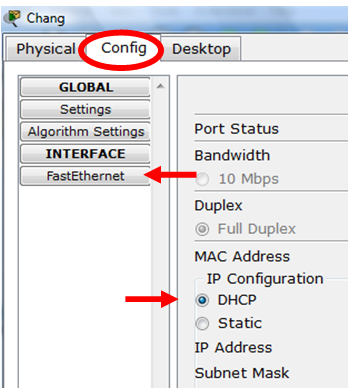 Chang
Physical Config Desktop
GLOBAL
Settings
Algorithm Settings
INTERFACE
FastEthernet
Port Status
Bandwidth
10 Mbps
Duplex
Full Duplex
MAC Address
IP Configuration
DHCP
Static
IP Address
Subnet Mask